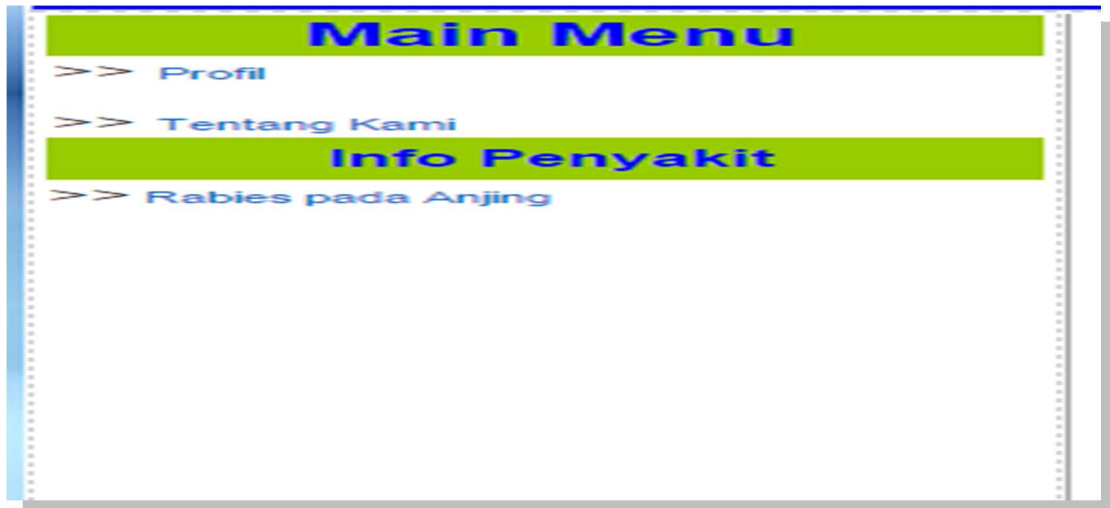 Main Menu
>> Profil
>> Tentang Kami
Info Penyakit
>> Rabies pada Anjing